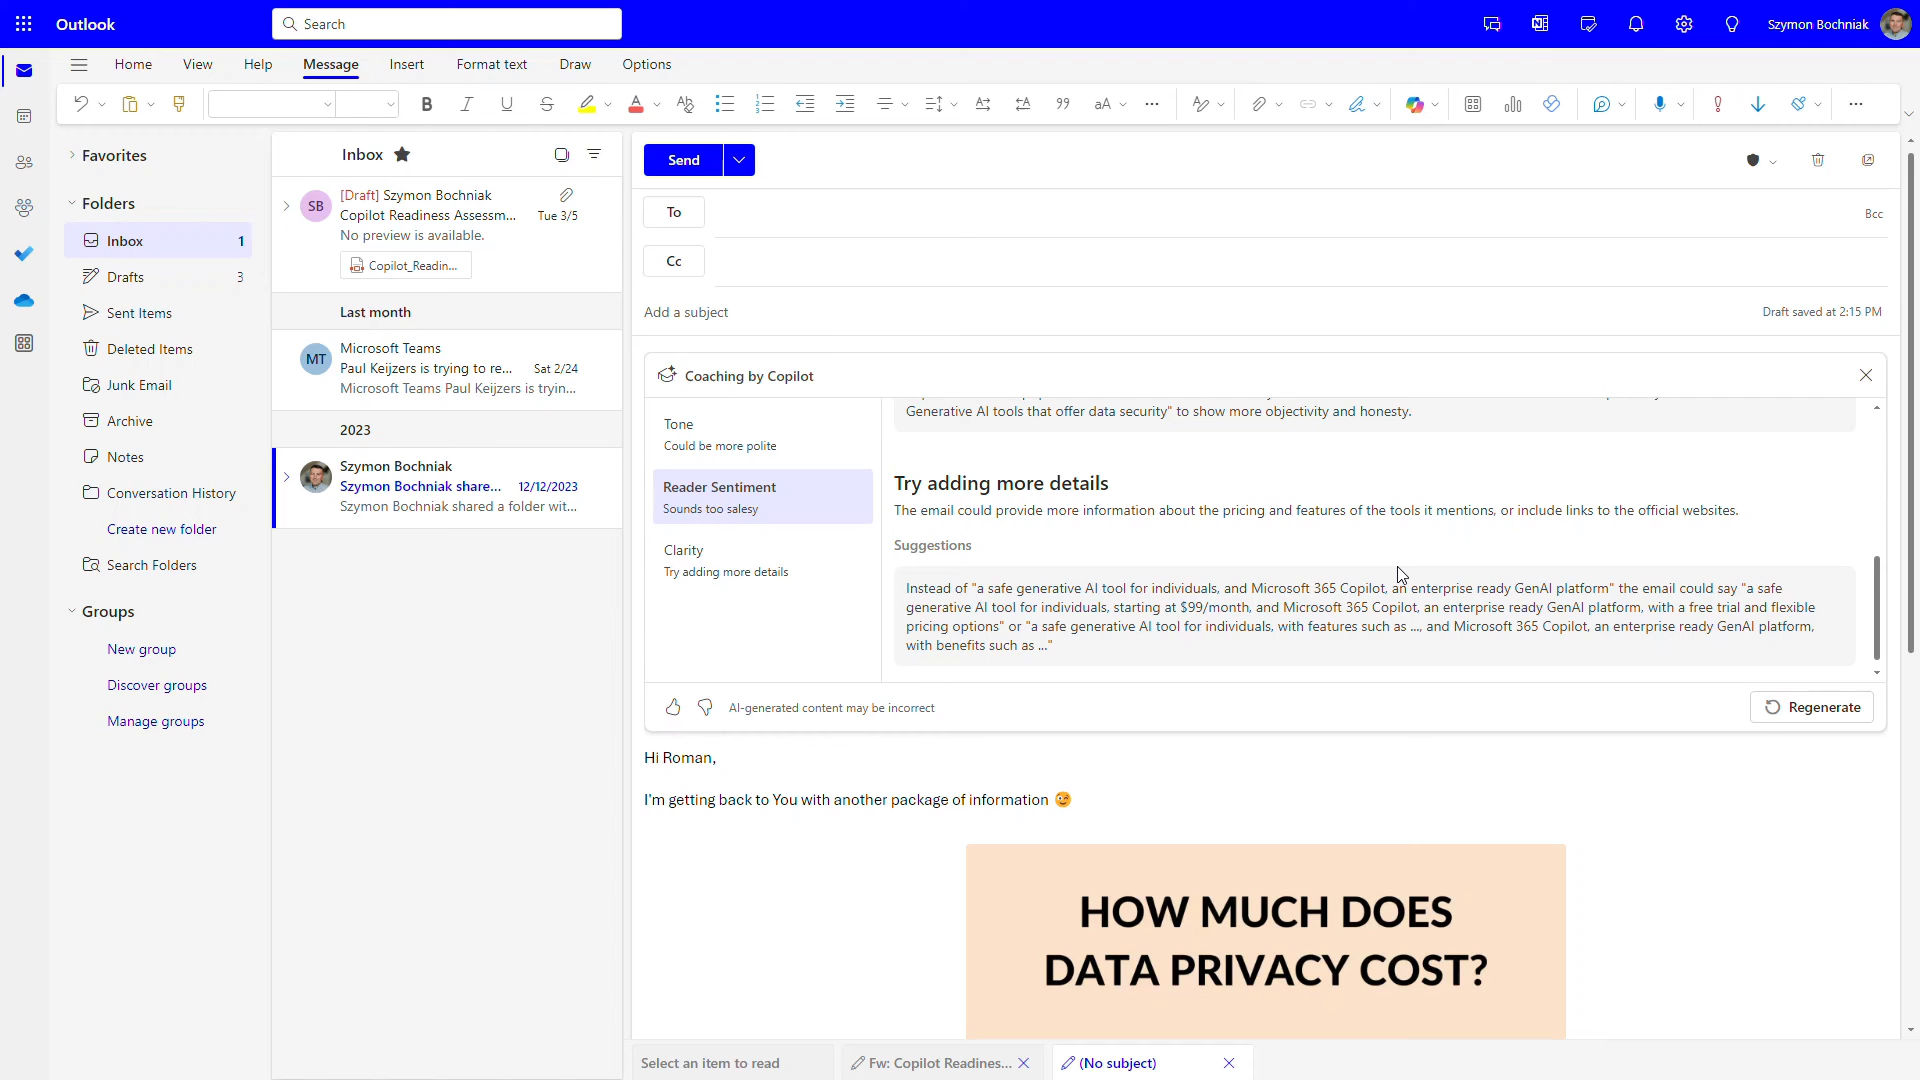 Outlook
Search
Szymon Bochniak
Home
View
Help
Message
Insert
Format text
Draw
Options
Favorites
Folders
Inbox 1
Drafts 3
Sent Items
Deleted Items
Junk Email
Archive
Notes
Conversation History
Create new folder
Search Folders
Groups
New group
Discover groups
Manage groups
Inbox
SB
[Draft] Szymon Bochniak
Copilot Readiness Assessm... Tue 3/5
No preview is available.
Copilot_Readin...
Last month
MT
Microsoft Teams
Paul Keijzers is trying to re... Sat 2/24
Microsoft Teams Paul Keijzers is tryin...
2023
Szymon Bochniak
Szymon Bochniak share... 12/12/2023
Szymon Bochniak shared a folder wit...
Send
To
Bcc
Cc
Add a subject
Draft saved at 2:15 PM
Coaching by Copilot
Tone
Could be more polite
Reader Sentiment
Sounds too salesy
Clarity
Try adding more details
Generative AI tools that offer data security" to show more objectivity and honesty.
Try adding more details
The email could provide more information about the pricing and features of the tools it mentions, or include links to the official websites.
Suggestions
Instead of "a safe generative AI tool for individuals, and Microsoft 365 Copilot, an enterprise ready GenAI platform" the email could say "a safe
generative AI tool for individuals, starting at $99/month, and Microsoft 365 Copilot, an enterprise ready GenAI platform, with a free trial and flexible
pricing options" or "a safe generative AI tool for individuals, with features such as ..., and Microsoft 365 Copilot, an enterprise ready GenAI platform,
with benefits such as ..."
AI-generated content may be incorrect
Regenerate
Hi Roman,
I'm getting back to You with another package of information 😉
HOW MUCH DOES
DATA PRIVACY COST?
Select an item to read
Fw: Copilot Readines...
(No subject)